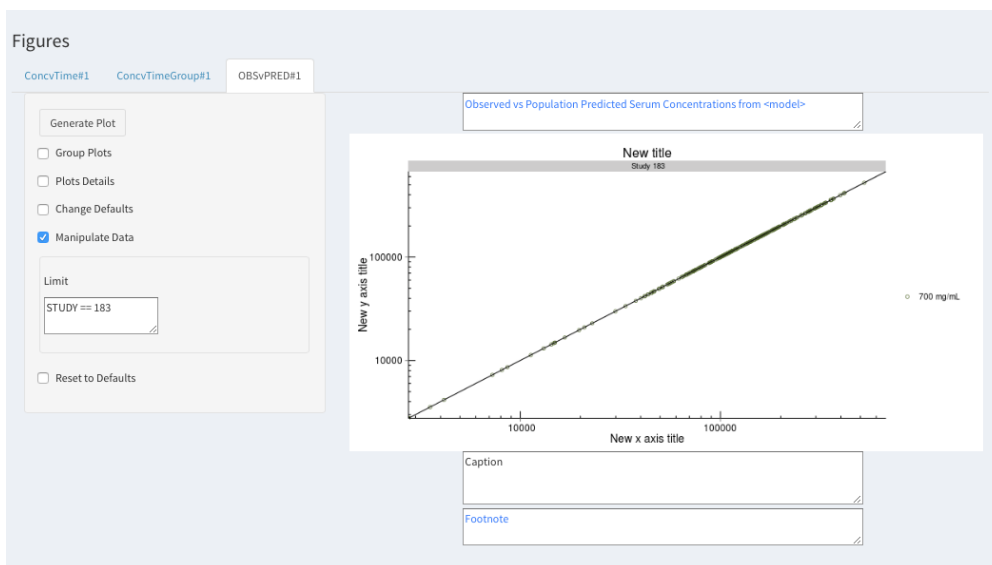 Figures
ConcvTime#1
ConcvTimeGroup#1
OBSvPRED#1
Generate Plot
Group Plots
Plots Details
Change Defaults
Manipulate Data
Limit
STUDY == 183
Reset to Defaults
Observed vs Population Predicted Serum Concentrations from <model>
New title
Study 183
New y axis title
100000
10000
10000
100000
New x axis title
700 mg/mL
Caption
Footnote